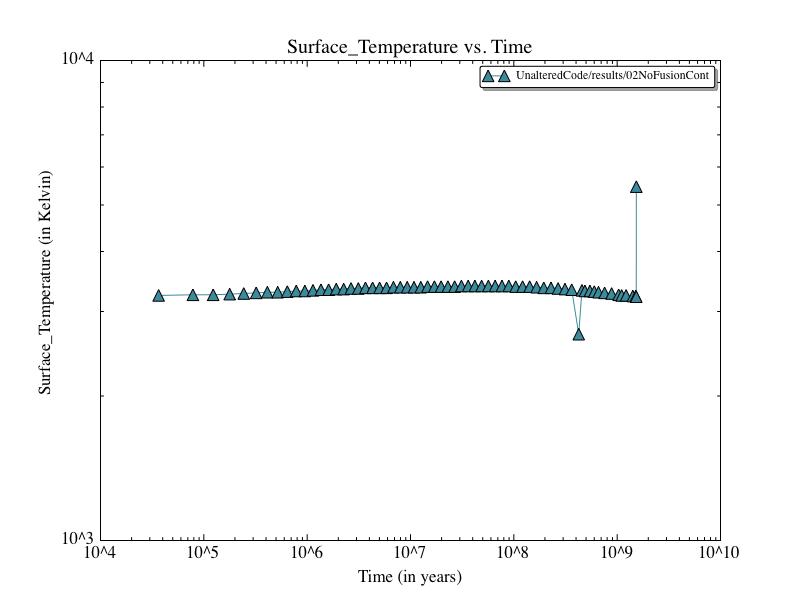 Surface_Temperature vs. Time
10^4
UnalteredCode/results/02NoFusionCont
Surface_Temperature (in Kelvin)
10^3
10^4 10^5 10^6 10^7 10^8 10^9 10^10
Time (in years)